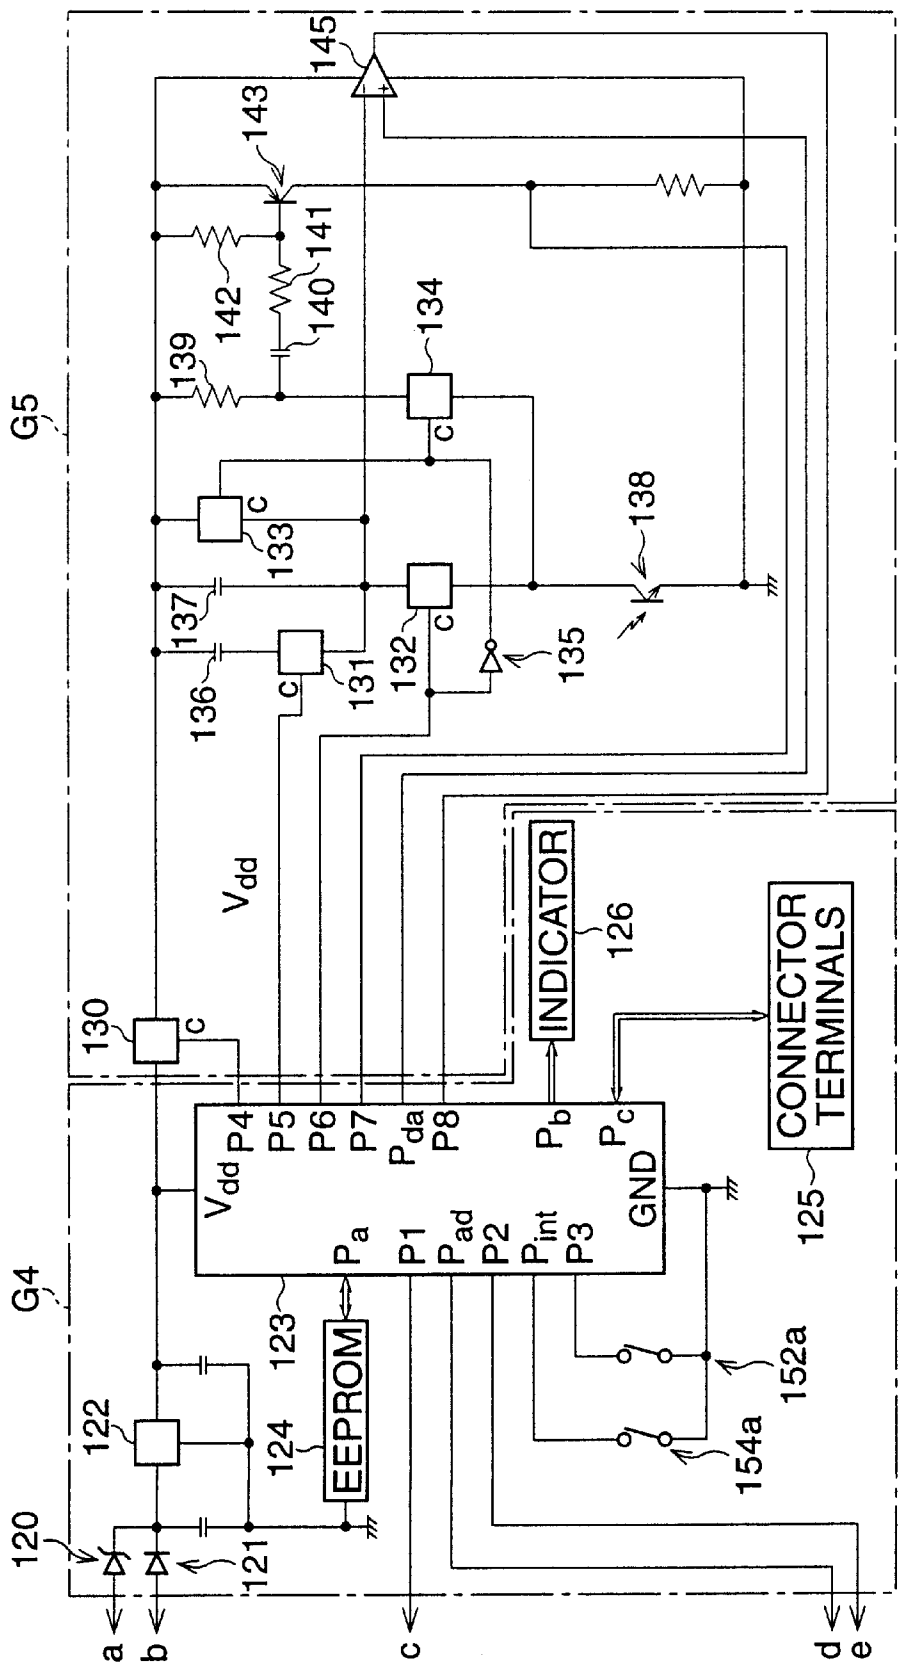 G4
G5
a
b
c
d
e
120
121
122
123
EEPROM
124
Vdd
Pa
P1
Pad
P2
Pint
P3
GND
P4
P5
P6
P7
Pda
P8
Pb
Pc
152a
154a
INDICATOR
126
CONNECTOR
TERMINALS
125
130
c
Vdd
136
137
c
131
c
132
c
133
c
134
135
138
139
140
141
142
143
145
-
+